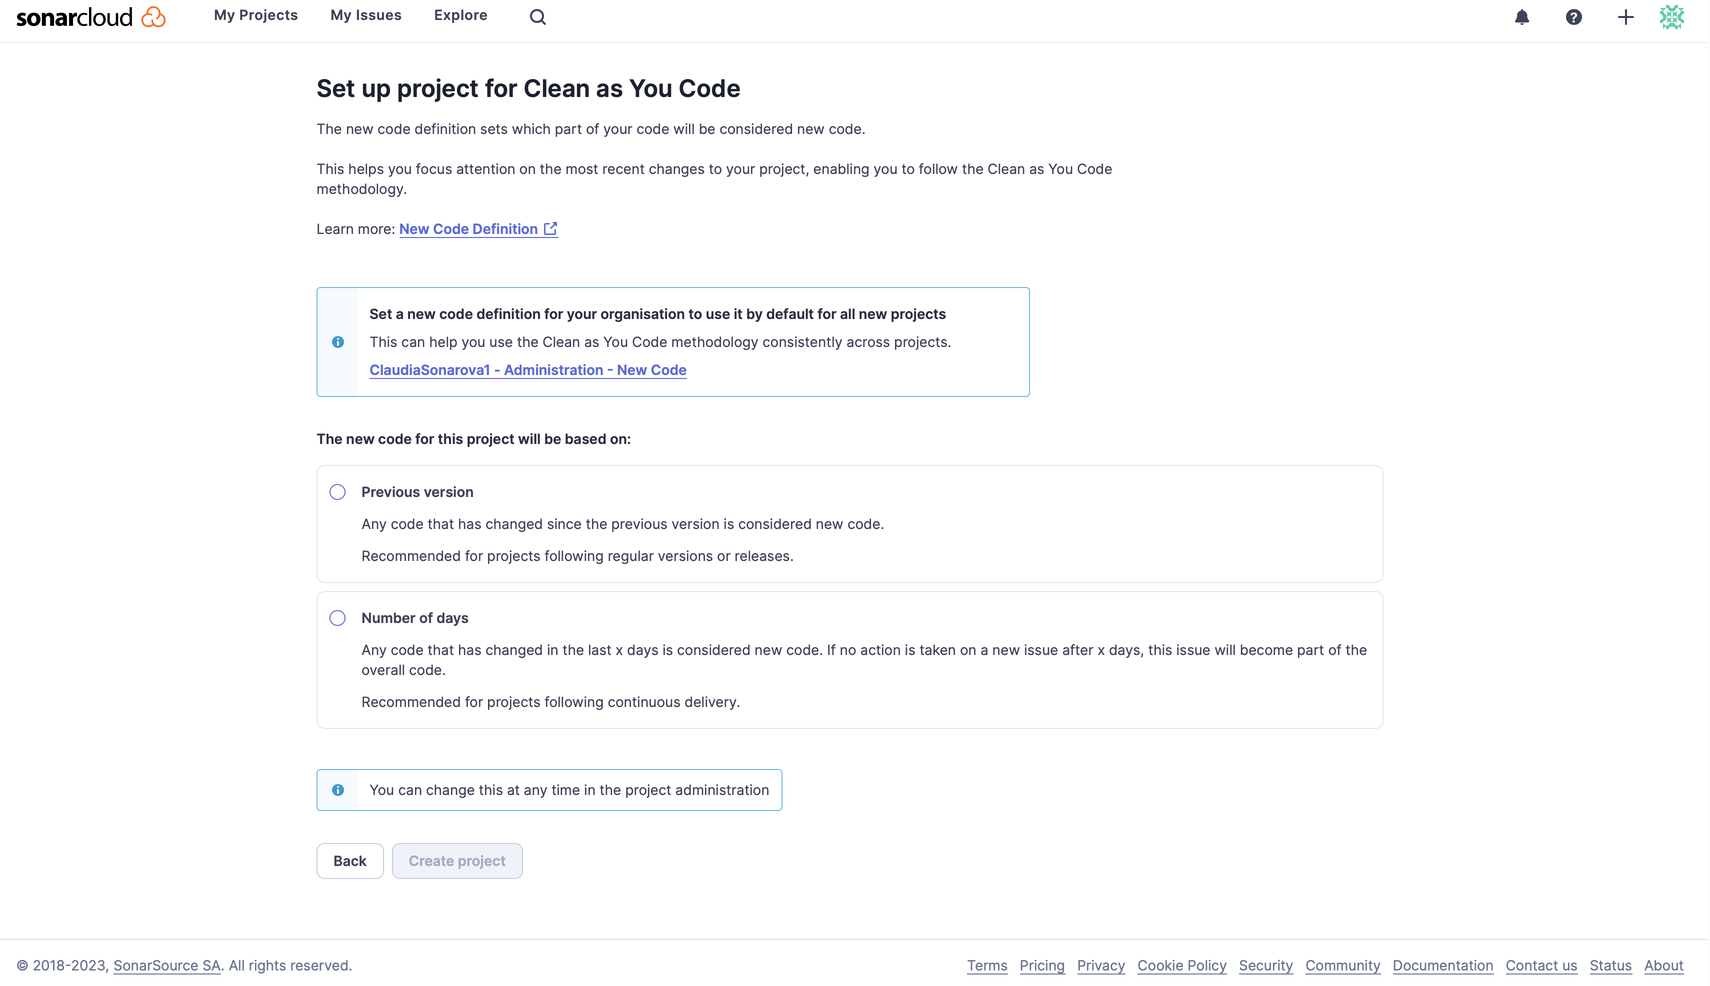 sonarcloud
My Projects My Issues Explore
Set up project for Clean as You Code
The new code definition sets which part of your code will be considered new code.
This helps you focus attention on the most recent changes to your project, enabling you to follow the Clean as You Code
methodology.
Learn more: New Code Definition
Set a new code definition for your organisation to use it by default for all new projects
This can help you use the Clean as You Code methodology consistently across projects.
ClaudiaSonarova1 - Administration - New Code
The new code for this project will be based on:
Previous version
Any code that has changed since the previous version is considered new code.
Recommended for projects following regular versions or releases.
Number of days
Any code that has changed in the last x days is considered new code. If no action is taken on a new issue after x days, this issue will become part of the
overall code.
Recommended for projects following continuous delivery.
You can change this at any time in the project administration
Back Create project
© 2018-2023, SonarSource SA. All rights reserved. Terms Pricing Privacy Cookie Policy Security Community Documentation Contact us Status About